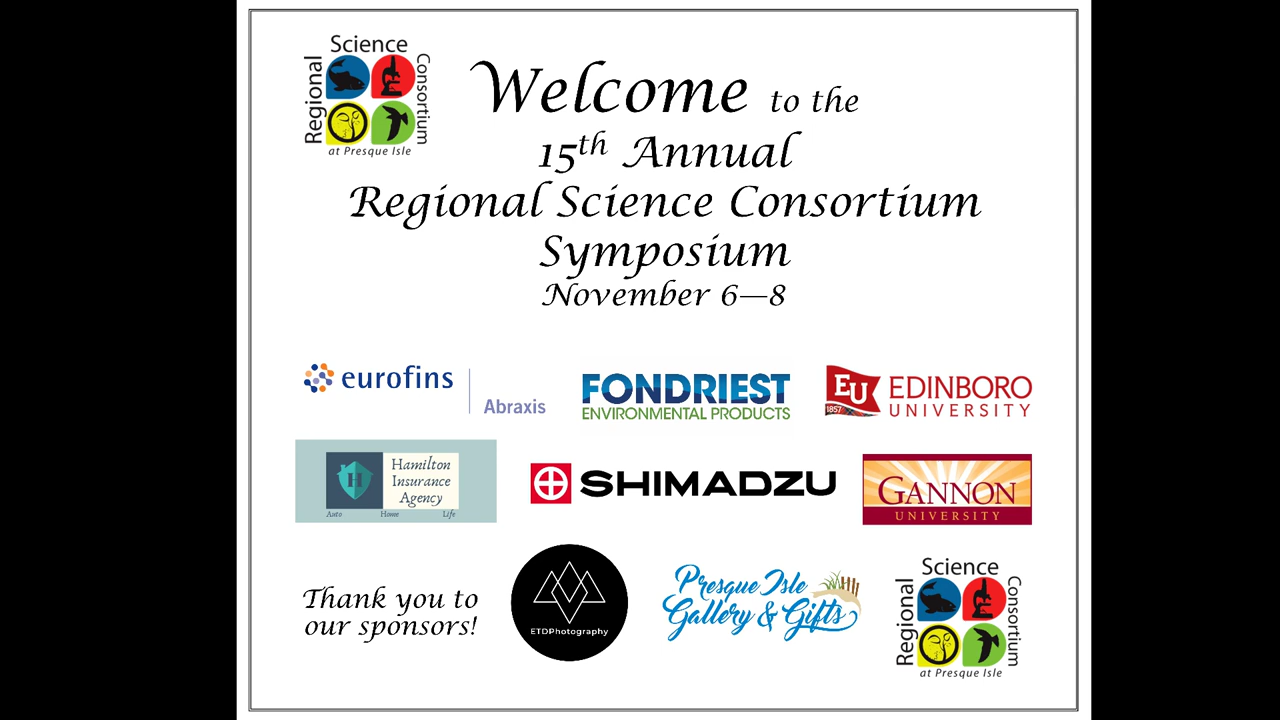 Regional Science Consortium
at Presque Isle
Welcome to the
15th Annual
Regional Science Consortium
Symposium
November 6—8
eurofins
Abraxis
FONDRIEST
ENVIRONMENTAL PRODUCTS
EU
1857
EDINBORO
UNIVERSITY
H
Hamilton
Insurance
Agency
Auto Home Life
SHIMADZU
GANNON
UNIVERSITY
Thank you to
our sponsors!
ETDPhotography
Presque Isle
Gallery & Gifts
Regional Science Consortium
at Presque Isle